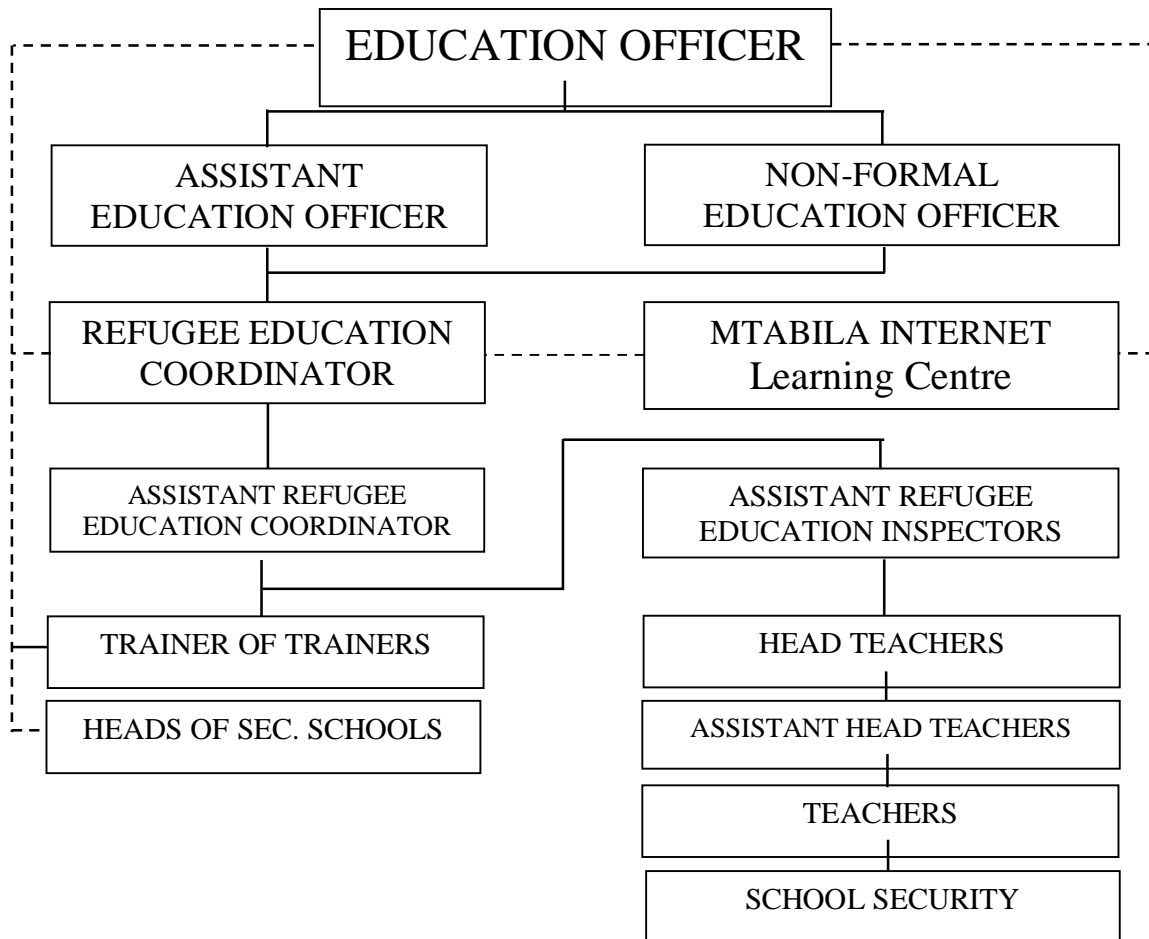 EDUCATION OFFICER
ASSISTANT
EDUCATION OFFICER
NON-FORMAL
EDUCATION OFFICER
REFUGEE EDUCATION
COORDINATOR
MTABILA INTERNET
Learning Centre
ASSISTANT REFUGEE
EDUCATION COORDINATOR
ASSISTANT REFUGEE
EDUCATION INSPECTORS
TRAINER OF TRAINERS
HEAD TEACHERS
HEADS OF SEC. SCHOOLS
ASSISTANT HEAD TEACHERS
TEACHERS
SCHOOL SECURITY